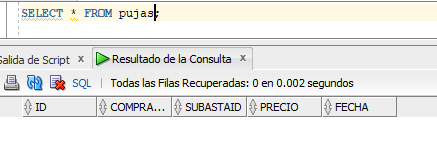 SELECT * FROM pujas;
Salida de Script x Resultado de la Consulta x
SQL | Todas las Filas Recuperadas: 0 en 0.002 segundos
ID COMPRA... SUBASTAID PRECIO FECHA